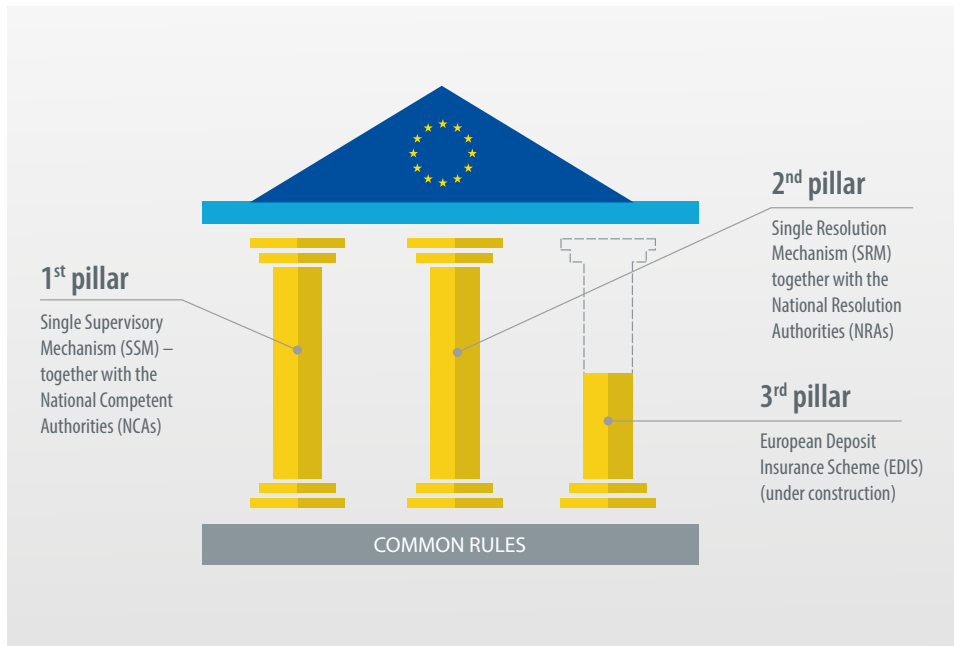 1st pillar
Single Supervisory
Mechanism (SSM) –
together with the
National Competent
Authorities (NCAs)
2nd pillar
Single Resolution
Mechanism (SRM)
together with the
National Resolution
Authorities (NRAs)
3rd pillar
European Deposit
Insurance Scheme (EDIS)
(under construction)
COMMON RULES